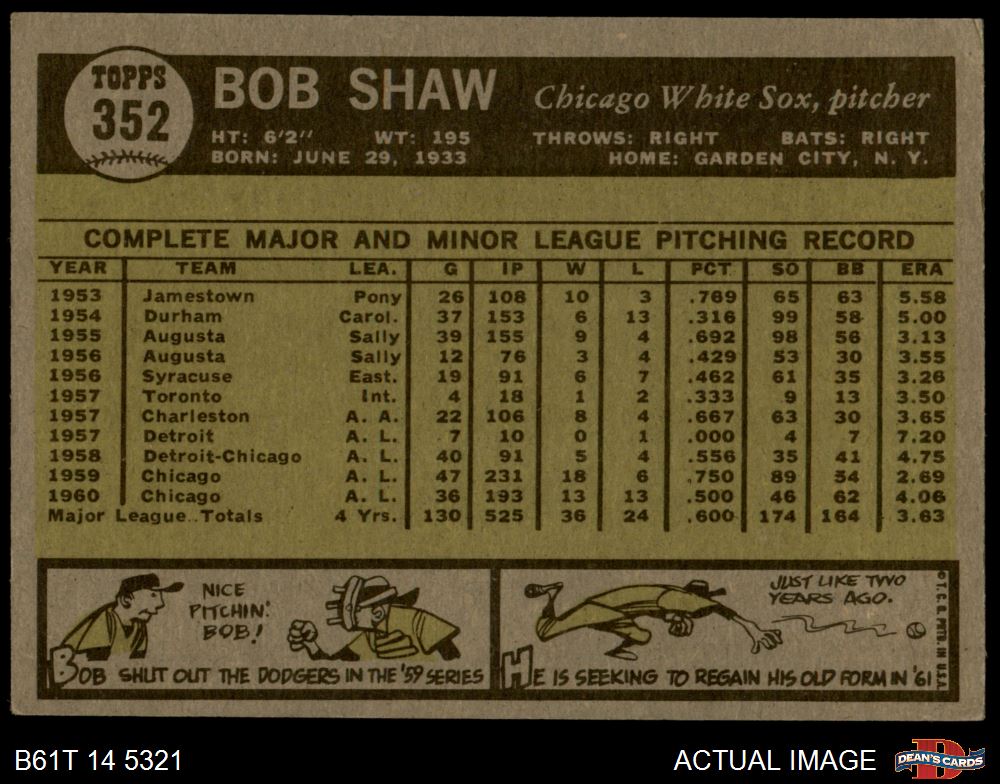 TOPPS
352
BOB SHAW Chicago White Sox, pitcher
HT: 6'2" WT: 195 THROWS: RIGHT BATS: RIGHT
BORN: JUNE 29, 1933 HOME: GARDEN CITY, N. Y.
COMPLETE MAJOR AND MINOR LEAGUE PITCHING RECORD
YEAR TEAM LEA. G IP W L PCT SO BB ERA
1953 Jamestown Pony 26 108 10 3 .769 65 63 5.58
1954 Durham Carol. 37 153 6 13 .316 99 58 5.00
1955 Augusta Sally 39 155 9 4 .692 98 56 3.13
1956 Augusta Sally 12 76 3 4 .429 53 30 3.55
1956 Syracuse East. 19 91 6 7 .462 61 35 3.26
1957 Toronto Int. 4 18 1 2 .333 9 13 3.50
1957 Charleston A. A. 22 106 8 4 .667 63 30 3.65
1957 Detroit A. L. 7 10 0 1 .000 4 7 7.20
1958 Detroit-Chicago A. L. 40 91 5 4 .556 35 41 4.75
1959 Chicago A. L. 47 231 18 6 .750 89 54 2.69
1960 Chicago A. L. 36 193 13 13 .500 46 62 4.06
Major League Totals 4 Yrs. 130 525 36 24 .600 174 164 3.63
NICE
PITCHIN'
BOB!
BOB SHUT OUT THE DODGERS IN THE '59 SERIES
JUST LIKE TWO
YEARS AGO.
HE IS SEEKING TO REGAIN HIS OLD FORM IN '61
© T. C. G. PRTD. IN U.S.A.
B61T 14 5321 ACTUAL IMAGE
DEAN'S CARDS